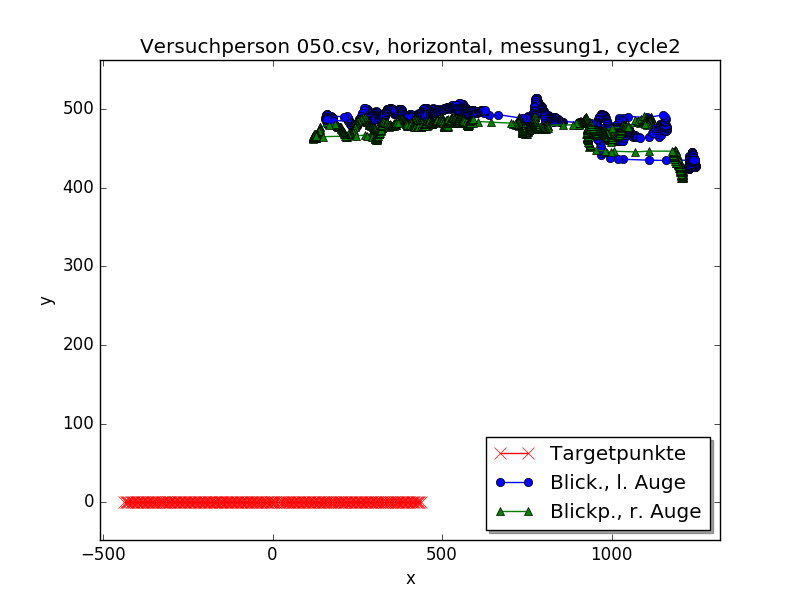 Versuchperson 050.csv, horizontal, messung1, cycle2
500
400
300
200
100
0
y
−500
0
500
1000
x
Targetpunkte
Blick., l. Auge
Blickp., r. Auge